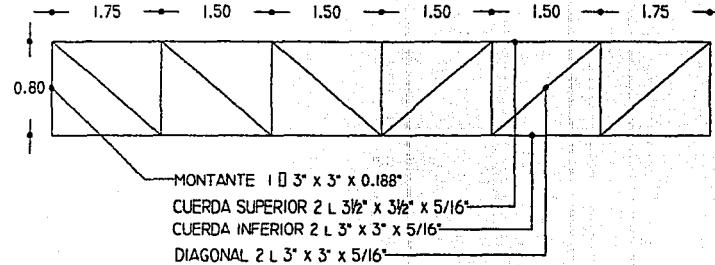 1.75 1.50 1.50 1.50 1.50 1.75
0.80
MONTANTE 1 ▯ 3" x 3" x 0.188"
CUERDA SUPERIOR 2 L 3½" x 3½" x 5/16"
CUERDA INFERIOR 2 L 3" x 3" x 5/16"
DIAGONAL 2 L 3" x 3" x 5/16"